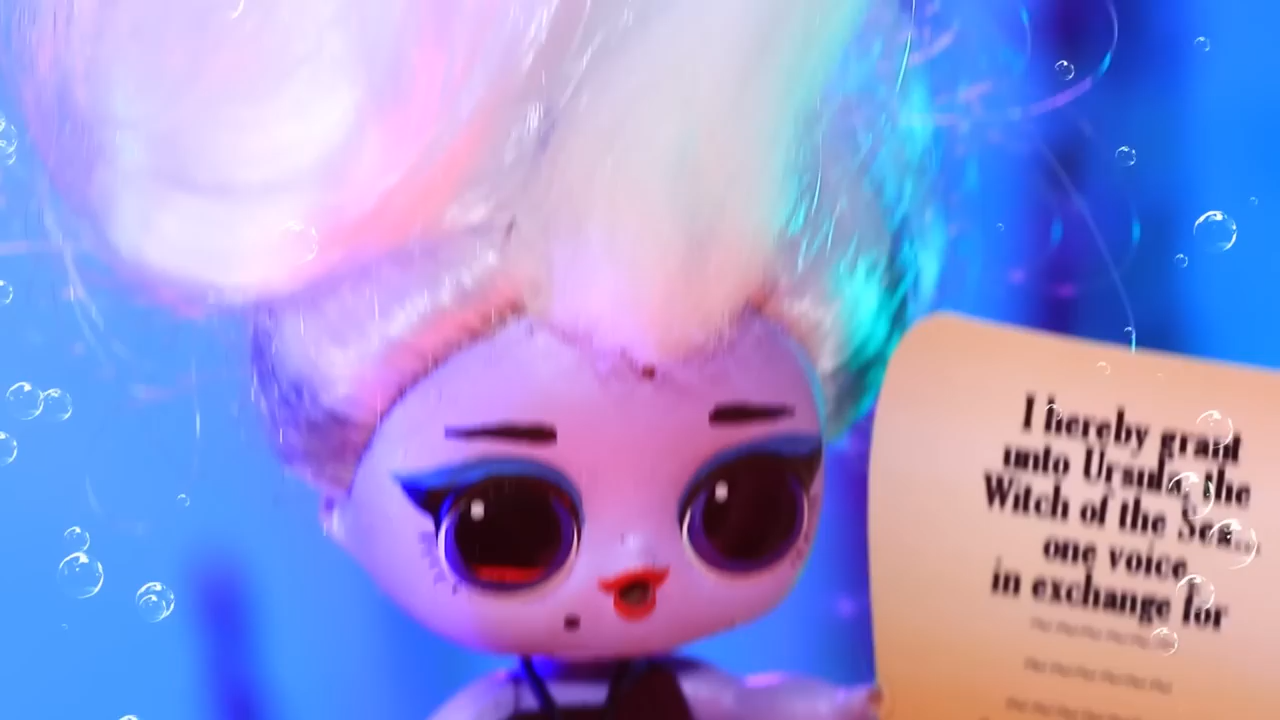 I hereby grant
unto Ursula, the
Witch of the Sea...
one voice
in exchange for